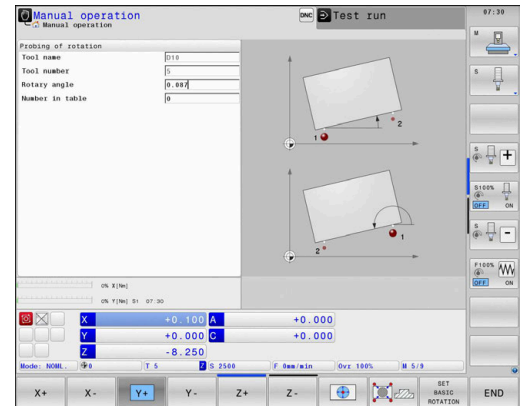 Manual operation
Manual operation
DNC
Test run
07:30
Probing of rotation
Tool name D10
Tool number 5
Rotary angle 0.087
Number in table 0
1
2
1
2
M
S
S
+
S100%
OFF ON
S
-
F100%
OFF ON
0% X[Nm]
0% Y[Nm] S1 07:30
X +0.100 A +0.000
Y +0.000 C +0.000
Z -8.250
Mode: NOML. 0 T 5 Z S 2500 F 0mm/min Ovr 100% M 5/9
X+ X- Y+ Y- Z+ Z- SET BASIC ROTATION END